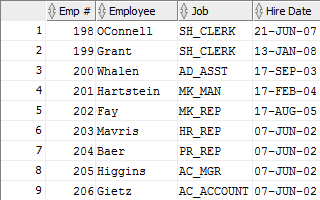 Emp # Employee Job Hire Date
1 198 OConnell SH_CLERK 21-JUN-07
2 199 Grant SH_CLERK 13-JAN-08
3 200 Whalen AD_ASST 17-SEP-03
4 201 Hartstein MK_MAN 17-FEB-04
5 202 Fay MK_REP 17-AUG-05
6 203 Mavris HR_REP 07-JUN-02
7 204 Baer PR_REP 07-JUN-02
8 205 Higgins AC_MGR 07-JUN-02
9 206 Gietz AC_ACCOUNT 07-JUN-02